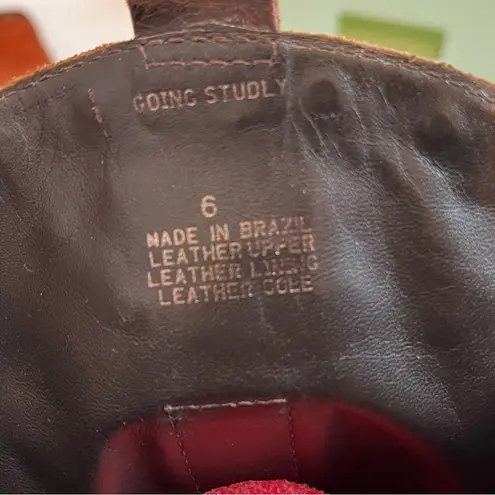 GOING STUDLY
6
MADE IN BRAZIL
LEATHER UPPER
LEATHER LINING
LEATHER SOLE